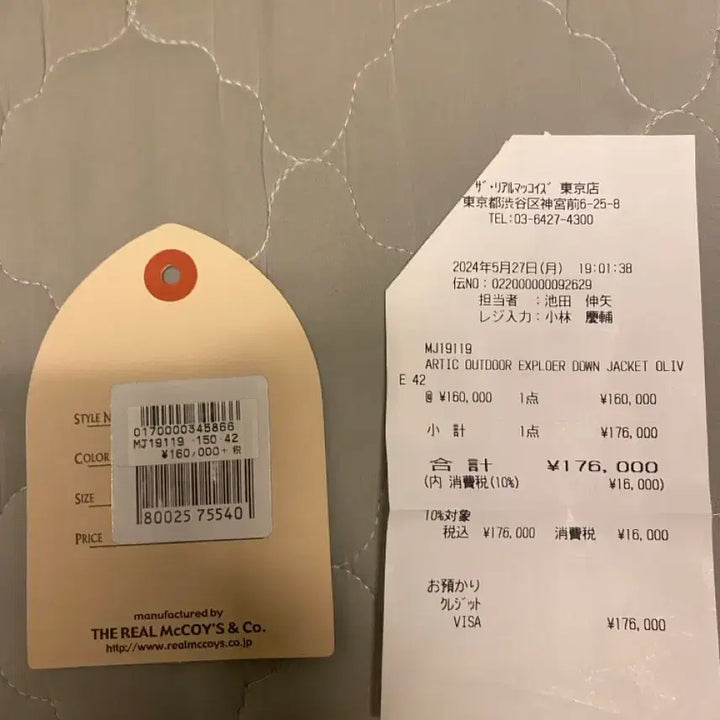 STYLE N
COLOR
SIZE
PRICE
0170000345866
MJ19119 -150-42
¥160,000+税
80025 75540
manufactured by
THE REAL McCOY'S & Co.
http://www.realmccoys.co.jp
ザ・リアルマッコイズ 東京店
東京都渋谷区神宮前6-25-8
TEL:03-6427-4300
2024年5月27日(月) 19:01:38
伝NO:022000000092629
担当者 :池田 伸矢
レジ入力:小林 慶輔
MJ19119
ARTIC OUTDOOR EXPLOER DOWN JACKET OLIV
E 42
@ ¥160,000 1点 ¥160,000
小 計 1点 ¥176,000
合 計 ¥176,000
(内 消費税(10%) ¥16,000)
10%対象
税込 ¥176,000 消費税 ¥16,000
お預かり
クレジット
VISA ¥176,000